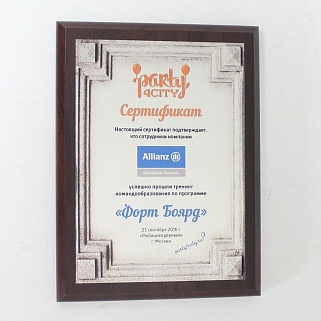 party
4CITY
Сертификат
Настоящий сертификат подтверждает,
что сотрудники компании
Allianz
успешно прошли тренинг
командообразования по программе
«Форт Боярд»
23 сентября 2016 г.
«Рыбацкая деревня»
г. Москва